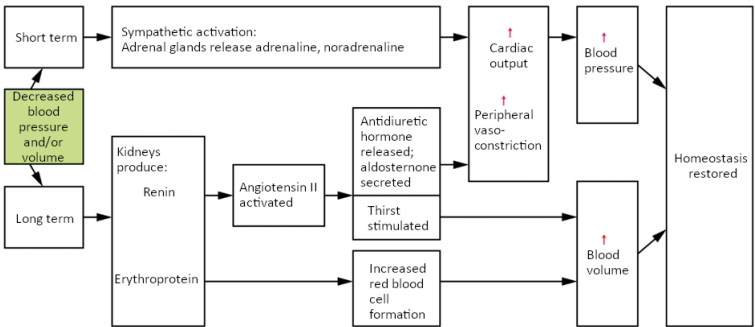 Short term
Sympathetic activation:
Adrenal glands release adrenaline, noradrenaline
↑
Cardiac
output
↑
Peripheral
vaso-
constriction
↑
Blood
pressure
Decreased
blood
pressure
and/or
volume
Long term
Kidneys
produce:
Renin
Erythroprotein
Angiotensin II
activated
Antidiuretic
hormone
released;
aldosternone
secreted
Thirst
stimulated
Increased
red blood
cell
formation
↑
Blood
volume
Homeostasis
restored